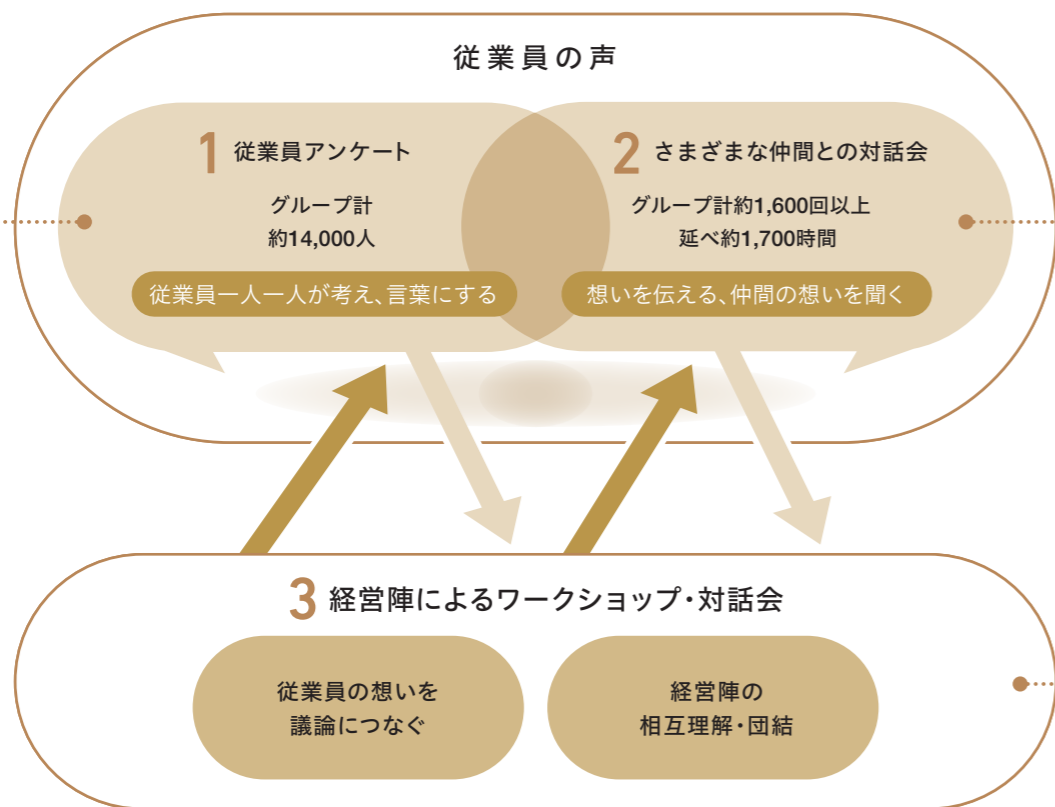 従業員の声
1 従業員アンケート
グループ計
約14,000人
従業員一人一人が考え、言葉にする
2 さまざまな仲間との対話会
グループ計約1,600回以上
延べ約1,700時間
想いを伝える、仲間の想いを聞く
3 経営陣によるワークショップ・対話会
従業員の想いを
議論につなぐ
経営陣の
相互理解・団結